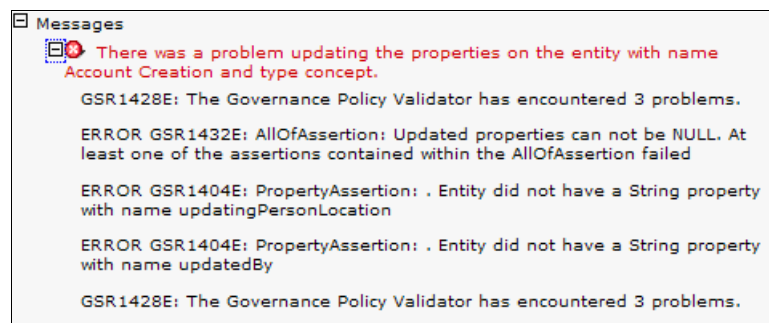 Messages
There was a problem updating the properties on the entity with name
Account Creation and type concept.
GSR1428E: The Governance Policy Validator has encountered 3 problems.
ERROR GSR1432E: AllOfAssertion: Updated properties can not be NULL. At
least one of the assertions contained within the AllOfAssertion failed
ERROR GSR1404E: PropertyAssertion: . Entity did not have a String property
with name updatingPersonLocation
ERROR GSR1404E: PropertyAssertion: . Entity did not have a String property
with name updatedBy
GSR1428E: The Governance Policy Validator has encountered 3 problems.